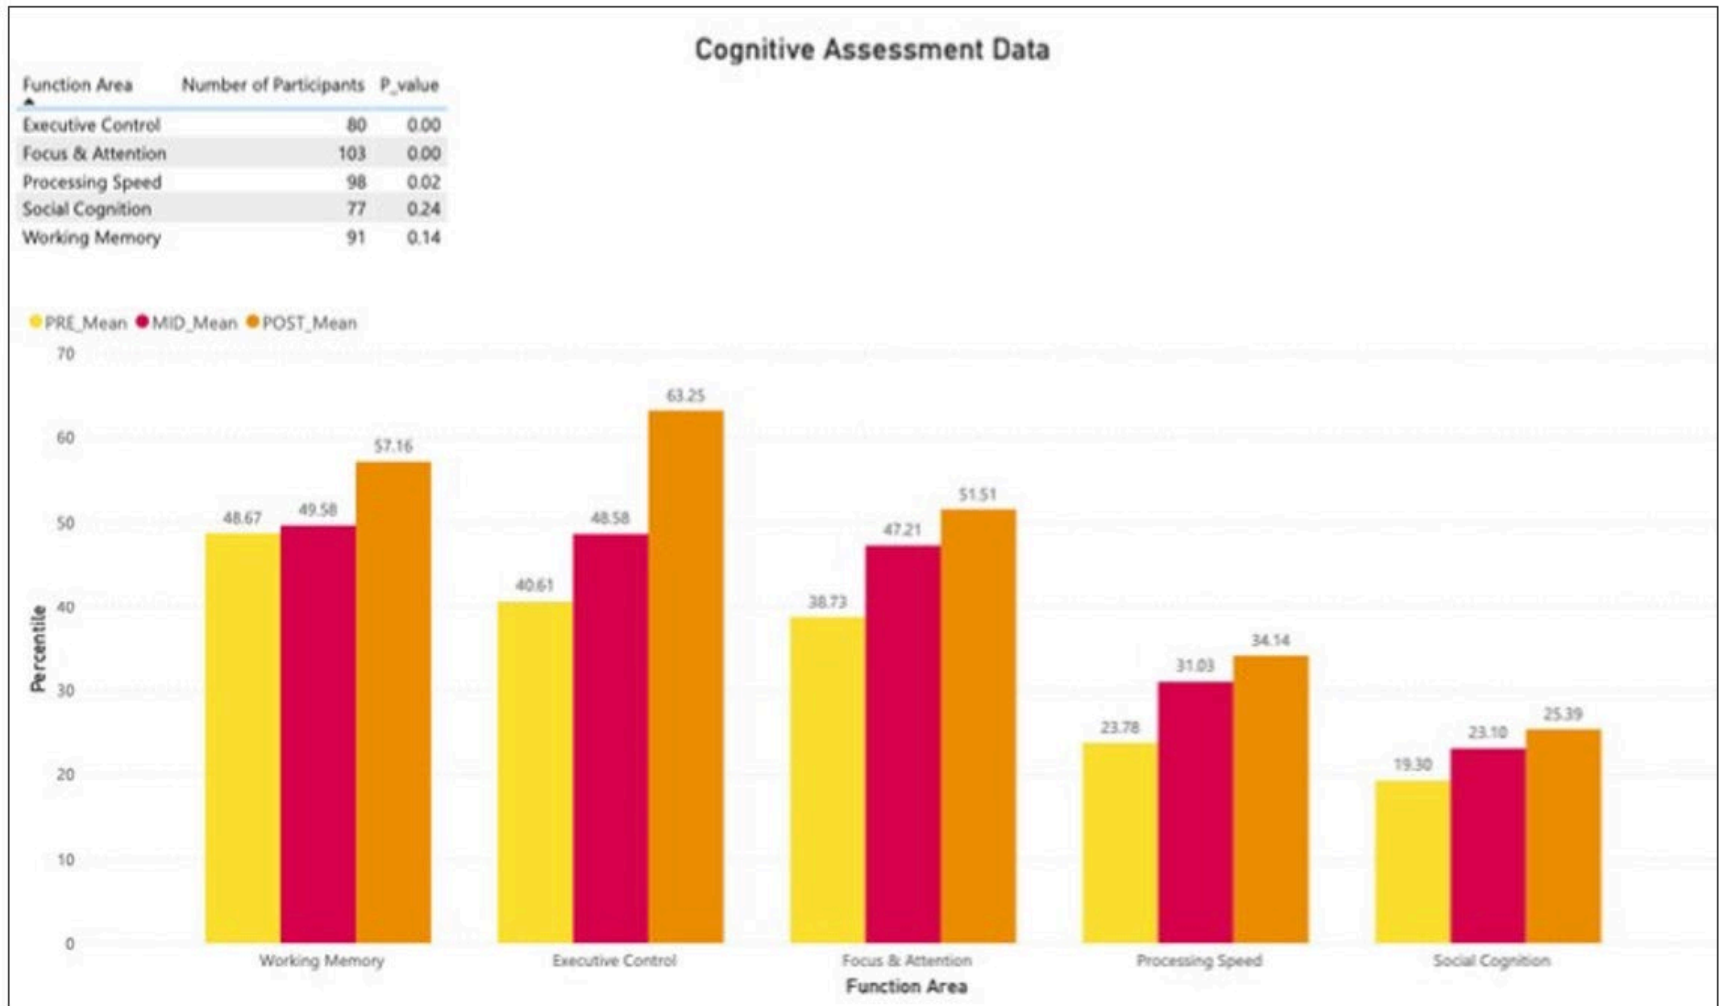 Cognitive Assessment Data
Function Area Number of Participants P_value
Executive Control 80 0.00
Focus & Attention 103 0.00
Processing Speed 98 0.02
Social Cognition 77 0.24
Working Memory 91 0.14
PRE_Mean MID_Mean POST_Mean
70
60
50
40
30
20
10
0
Percentile
48.67 49.58 57.16
40.61 48.58 63.25
38.73 47.21 51.51
23.78 31.03 34.14
19.30 23.10 25.39
Working Memory Executive Control Focus & Attention Processing Speed Social Cognition
Function Area